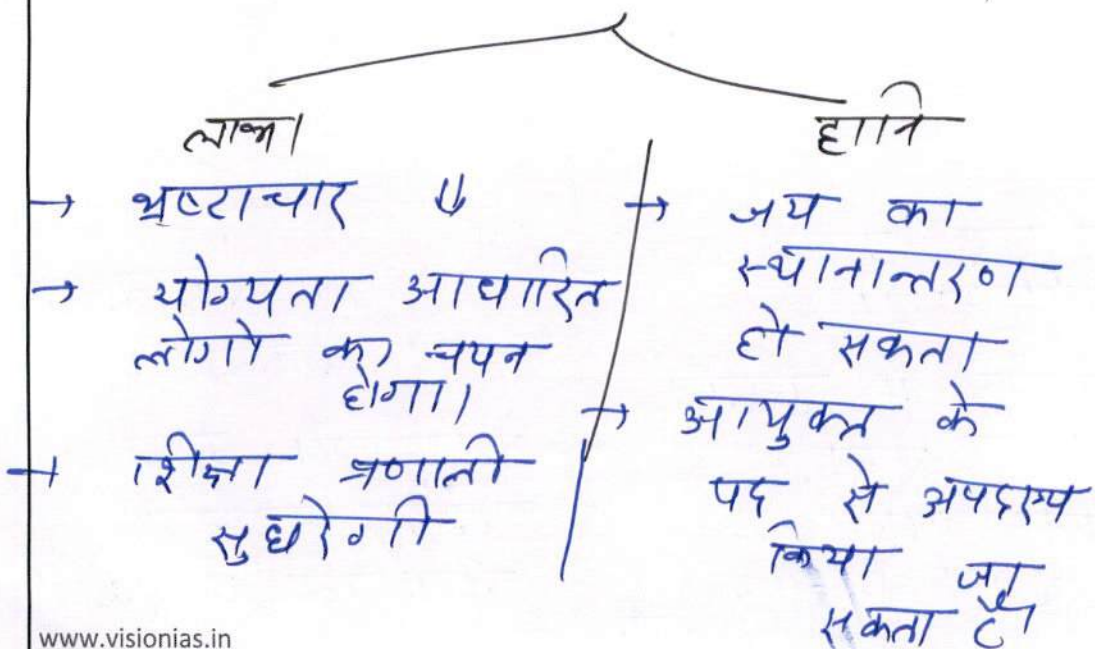 लाभ
→ भ्रष्टाचार ⇓
→ योग्यता आधारित
लोगो का चयन
होगा।
→ शिक्षा प्रणाली
सुधरेगी
हानि
→ जय का
स्थानान्तरण
हो सकता
→ आयुक्त के
पद से अपदस्थ
किया जा
सकता है
www.visionias.in